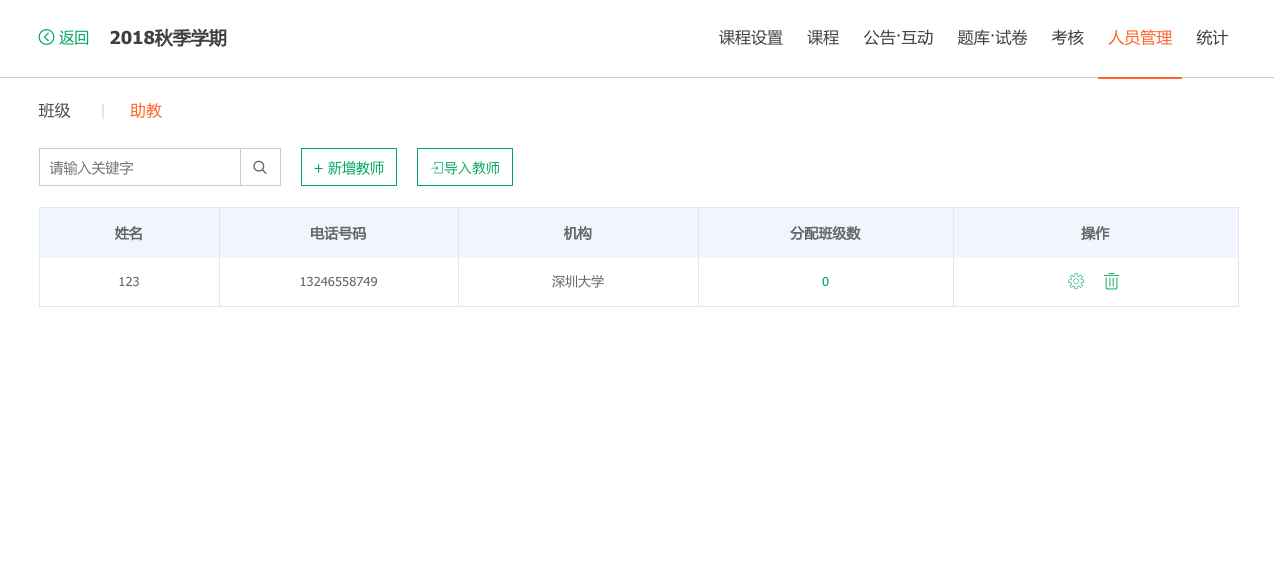 返回 2018秋季学期 课程设置 课程 公告·互动 题库·试卷 考核 人员管理 统计
班级 | 助教
请输入关键字 + 新增教师 导入教师
姓名 电话号码 机构 分配班级数 操作
123 13246558749 深圳大学 0